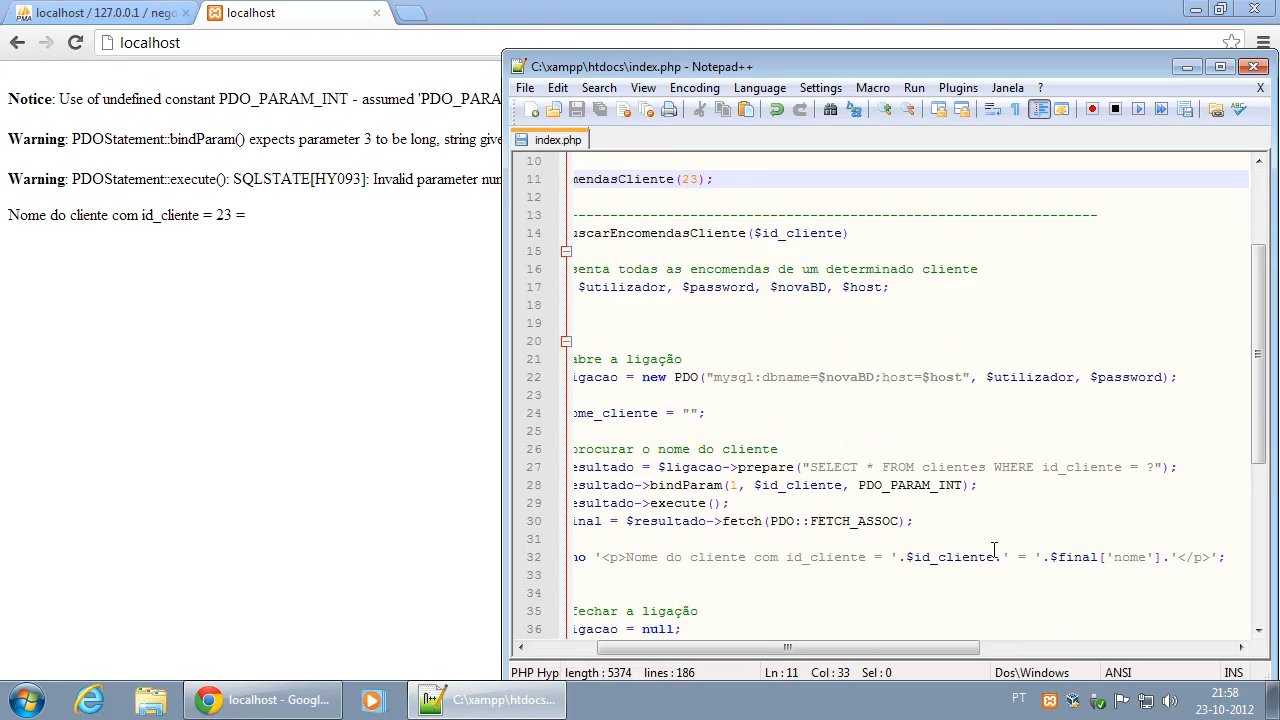 localhost / 127.0.0.1 / nego
localhost
localhost
Notice: Use of undefined constant PDO_PARAM_INT - assumed 'PDO_PARA
Warning: PDOStatement::bindParam() expects parameter 3 to be long, string give
Warning: PDOStatement::execute(): SQLSTATE[HY093]: Invalid parameter num
Nome do cliente com id_cliente = 23 =
C:\xampp\htdocs\index.php - Notepad++
File Edit Search View Encoding Language Settings Macro Run Plugins Janela ? X
index.php
10
11 mendasCliente(23);
12
13 ------------------------------------------------------------------
14 uscarEncomendasCliente($id_cliente)
15
16 senta todas as encomendas de um determinado cliente
17 $utilizador, $password, $novaBD, $host;
18
19
20
21 abre a ligação
22 igacao = new PDO("mysql:dbname=$novaBD;host=$host", $utilizador, $password);
23
24 ome_cliente = "";
25
26 procurar o nome do cliente
27 esultado = $ligacao->prepare("SELECT * FROM clientes WHERE id_cliente = ?");
28 esultado->bindParam(1, $id_cliente, PDO_PARAM_INT);
29 esultado->execute();
30 inal = $resultado->fetch(PDO::FETCH_ASSOC);
31
32 ho '<p>Nome do cliente com id_cliente = '.$id_cliente.' = '.$final['nome'].'</p>';
33
34
35 fechar a ligação
36 igacao = null;
PHP Hyp length : 5374 lines : 186 Ln : 11 Col : 33 Sel : 0 Dos\Windows ANSI INS
localhost - Googl... C:\xampp\htdocs\... PT 21:58
23-10-2012